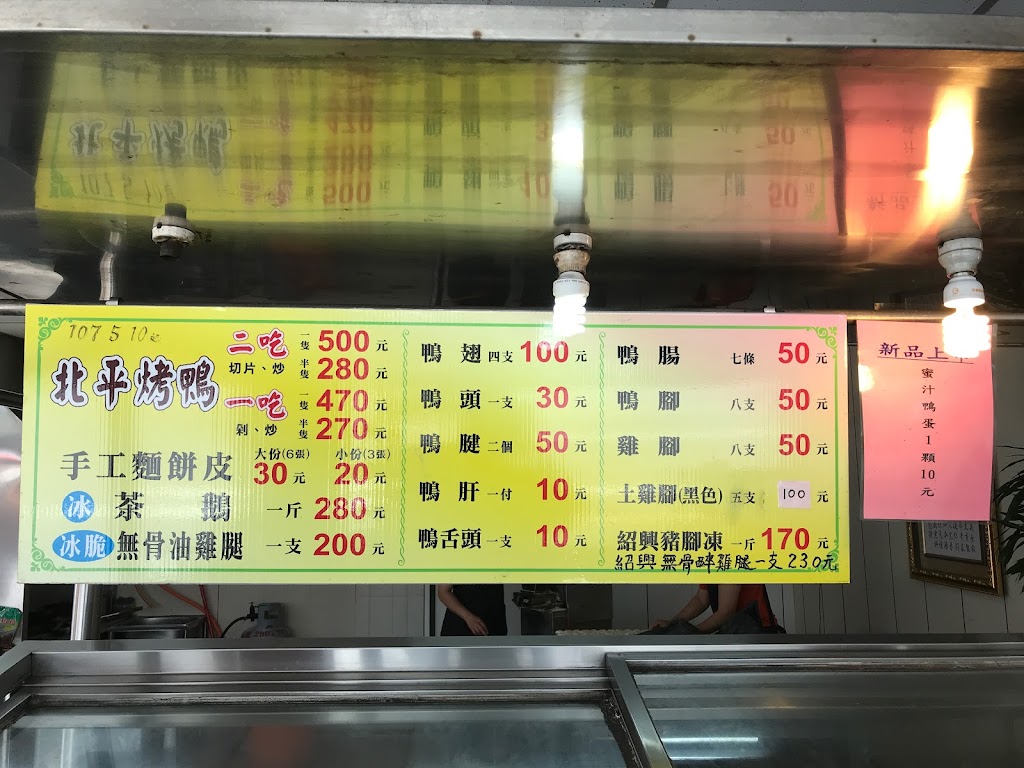 107 5 10起
北平烤鴨
二吃 一隻 500元
切片、炒 半隻 280元
一吃 一隻 470元
剁、炒 半隻 270元
大份(6張) 小份(3張)
手工麵餅皮 30元 20元
冰 茶鵝 一斤 280元
冰脆 無骨油雞腿 一支 200元
鴨翅 四支 100元
鴨頭 一支 30元
鴨腱 二個 50元
鴨肝 一付 10元
鴨舌頭 一支 10元
鴨腸 七條 50元
鴨腳 八支 50元
雞腳 八支 50元
土雞腳(黑色) 五支 100元
紹興豬腳凍 一斤 170元
紹興無骨醉雞腿一支230元
新品上市
蜜汁鴨蛋1顆10元